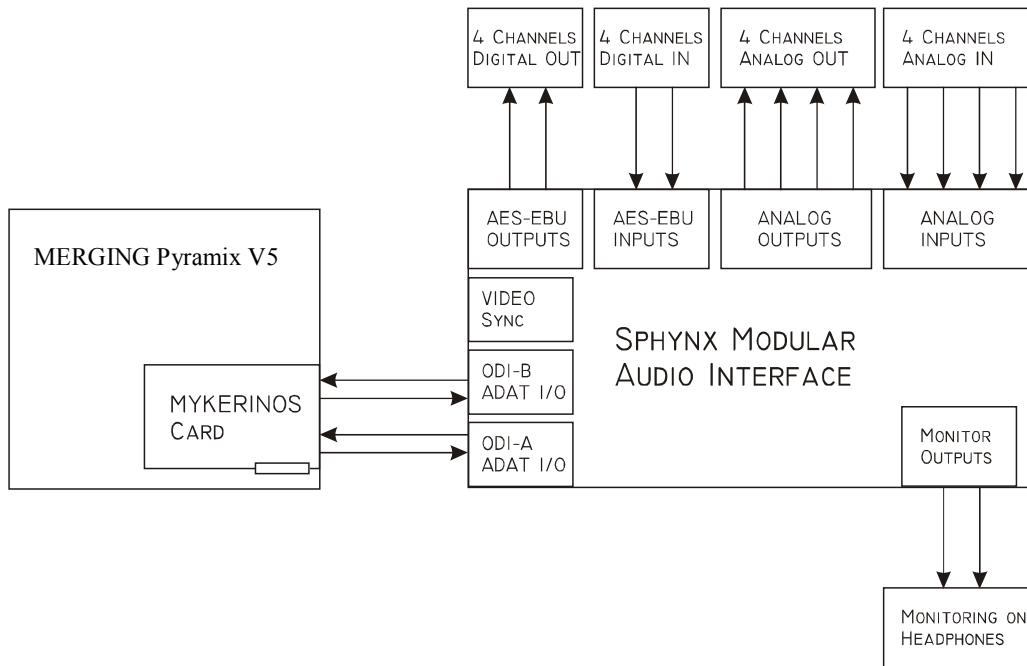 4 CHANNELS
DIGITAL OUT
4 CHANNELS
DIGITAL IN
4 CHANNELS
ANALOG OUT
4 CHANNELS
ANALOG IN
AES-EBU
OUTPUTS
AES-EBU
INPUTS
ANALOG
OUTPUTS
ANALOG
INPUTS
MERGING Pyramix V5
VIDEO
SYNC
SPHYNX MODULAR
AUDIO INTERFACE
ODI-B
ADAT I/O
MYKERINOS
CARD
ODI-A
ADAT I/O
MONITOR
OUTPUTS
MONITORING ON
HEADPHONES